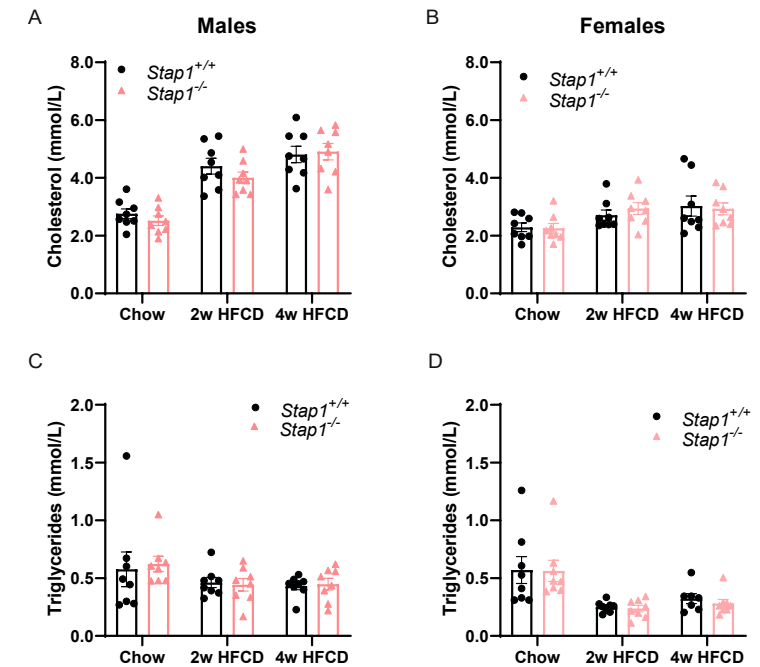 A
Males
Cholesterol (mmol/L)
8.0
6.0
4.0
2.0
0.0
Stap1+/+
Stap1-/-
Chow 2w HFCD 4w HFCD
B
Females
Cholesterol (mmol/L)
8.0
6.0
4.0
2.0
0.0
Stap1+/+
Stap1-/-
Chow 2w HFCD 4w HFCD
C
Triglycerides (mmol/L)
2.0
1.5
1.0
0.5
0.0
Stap1+/+
Stap1-/-
Chow 2w HFCD 4w HFCD
D
Triglycerides (mmol/L)
2.0
1.5
1.0
0.5
0.0
Stap1+/+
Stap1-/-
Chow 2w HFCD 4w HFCD